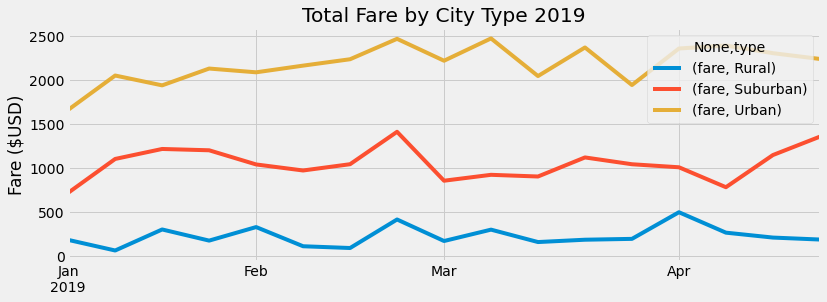 Total Fare by City Type 2019
Fare ($USD)
2500
2000
1500
1000
500
0
None,type
(fare, Rural)
(fare, Suburban)
(fare, Urban)
Jan
2019
Feb
Mar
Apr